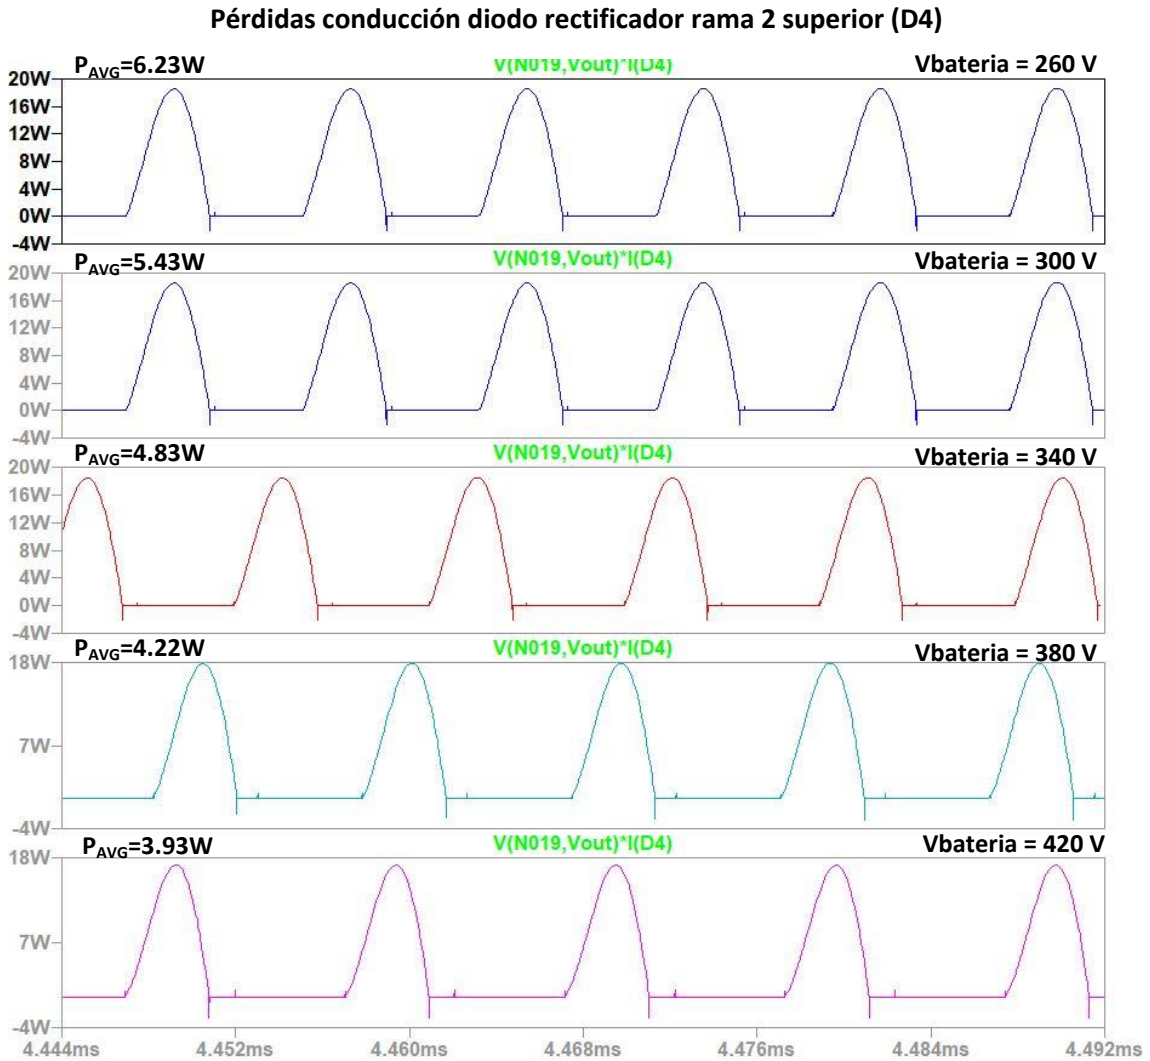 Pérdidas conducción diodo rectificador rama 2 superior (D4)
PAVG=6.23W V(N019,Vout)*I(D4) Vbateria = 260 V
20W
16W
12W
8W
4W
0W
-4W
PAVG=5.43W V(N019,Vout)*I(D4) Vbateria = 300 V
20W
16W
12W
8W
4W
0W
-4W
PAVG=4.83W V(N019,Vout)*I(D4) Vbateria = 340 V
20W
16W
12W
8W
4W
0W
-4W
PAVG=4.22W V(N019,Vout)*I(D4) Vbateria = 380 V
18W
7W
-4W
PAVG=3.93W V(N019,Vout)*I(D4) Vbateria = 420 V
18W
7W
-4W
4.444ms 4.452ms 4.460ms 4.468ms 4.476ms 4.484ms 4.492ms